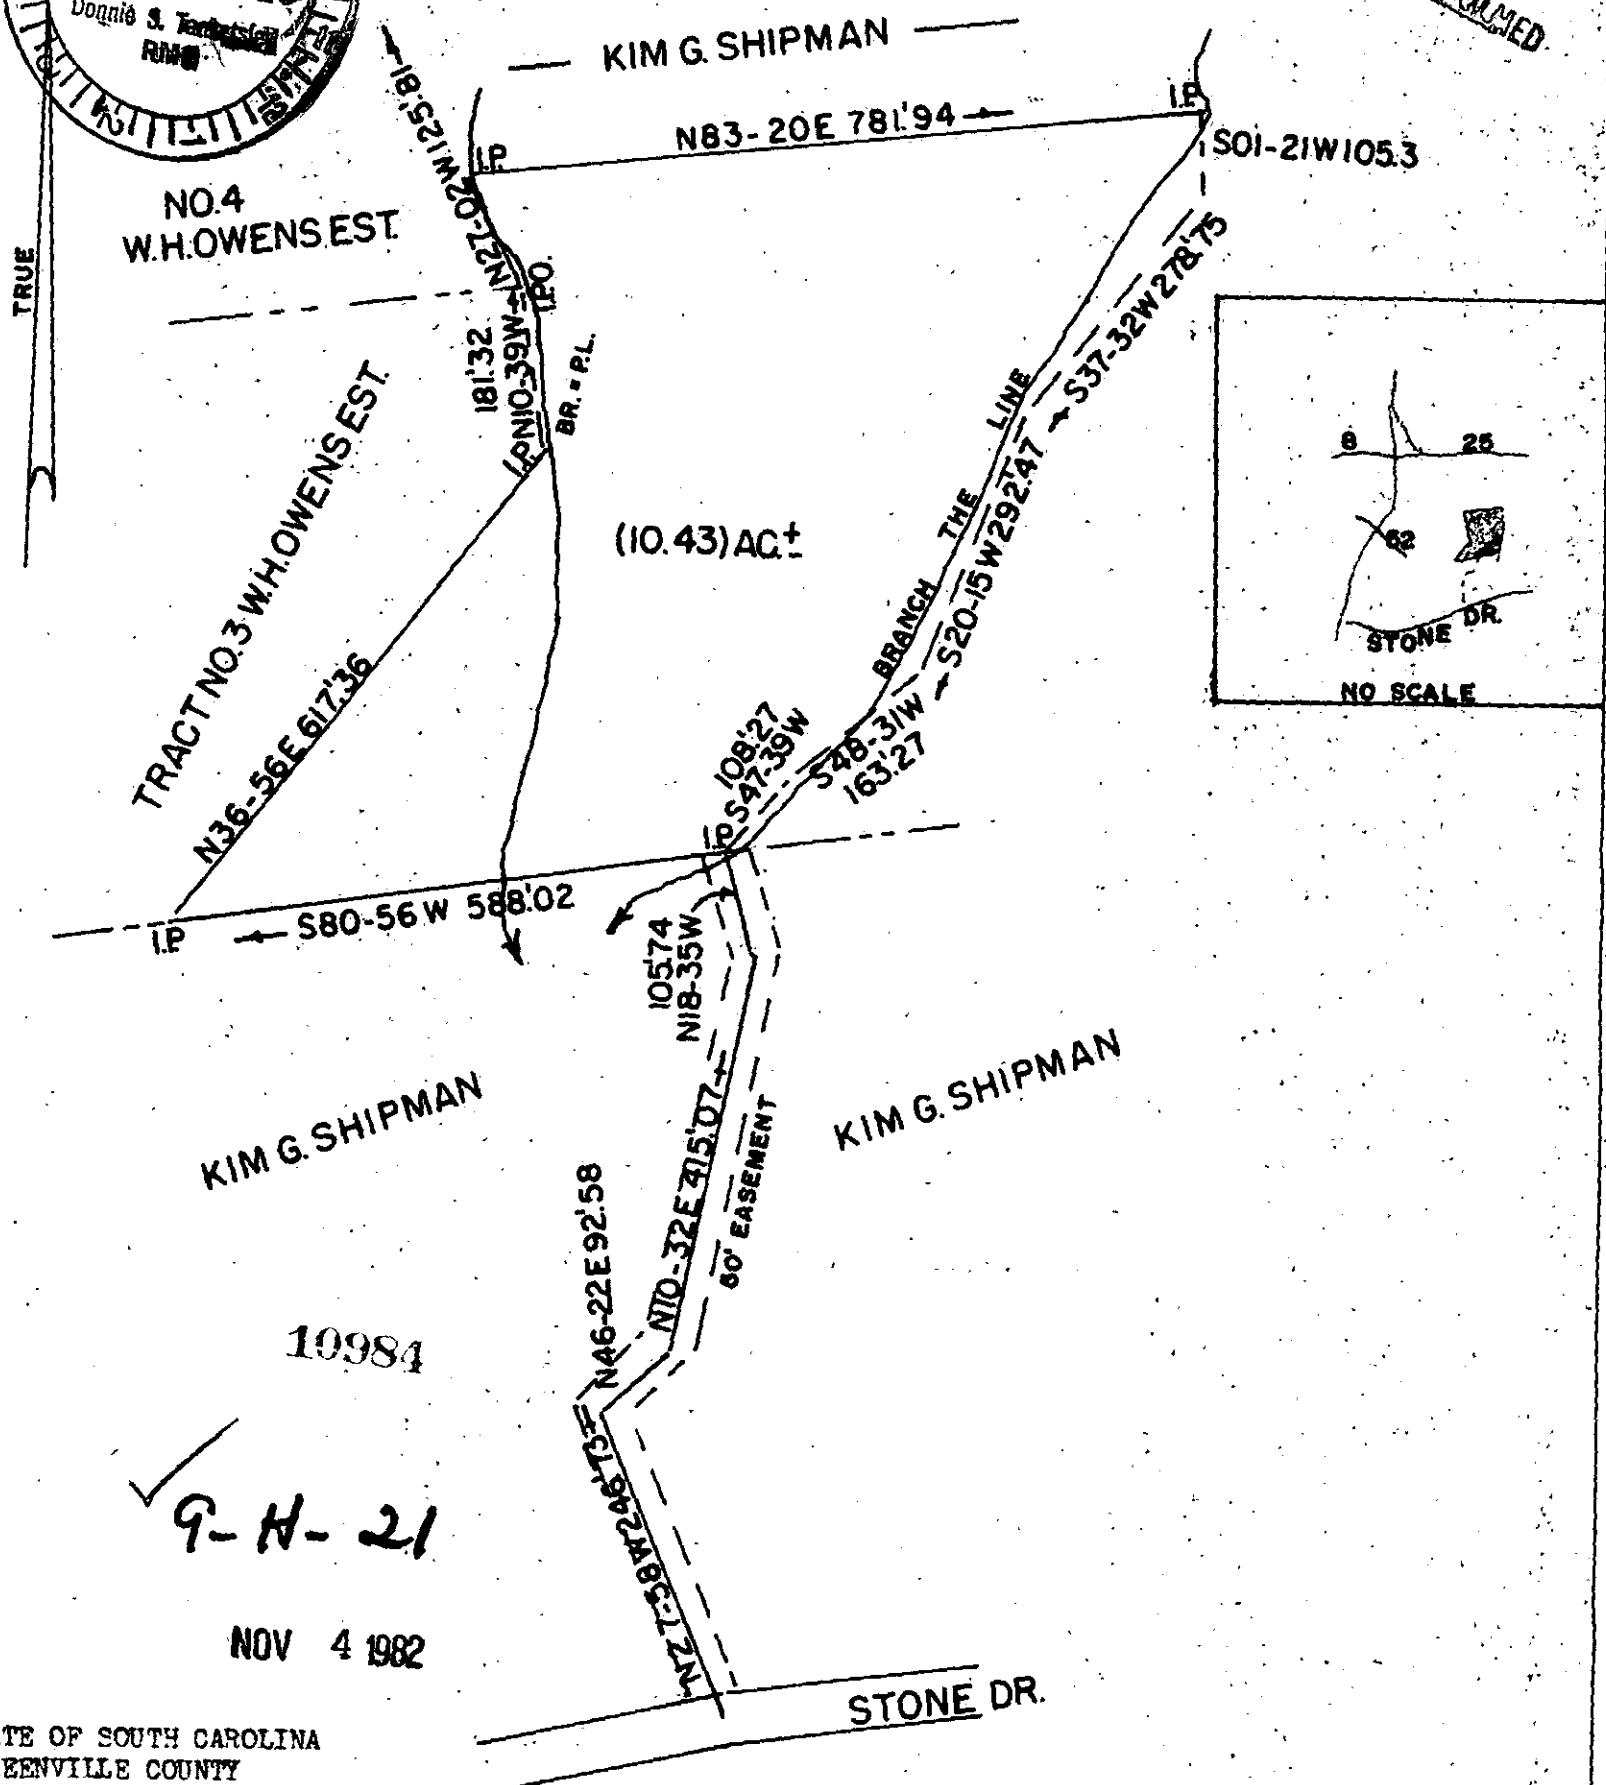 Donnie S.
KIM G. SHIPMAN
N83-20E 781'.94
I.P.
I.P.
S01-21W 105.3
N27-02W 125'.81
NO.4
W.H.OWENS EST.
TRUE
I.P.O.
181'.32
N10-39W
I.P.
BR. = P.L.
S37-32W 278'.75
BRANCH THE LINE
S20-15W 292'.47
8 25
62
STONE DR.
NO SCALE
(10.43) AC.±
TRACT NO.3 W.H.OWENS EST.
N36-56E 617'.36
108'.27
S47-39W
S48-31W
163'.27
I.P.
S80-56W 588'.02
I.P.
105'.74
N18-35W
KIM G. SHIPMAN
KIM G. SHIPMAN
N10-32E 415'.07
50' EASEMENT
N46-22E 92'.58
10984
9-H-21
N27-58W 246'.73
NOV 4 1982
STONE DR.
TE OF SOUTH CAROLINA
EENVILLE COUNTY